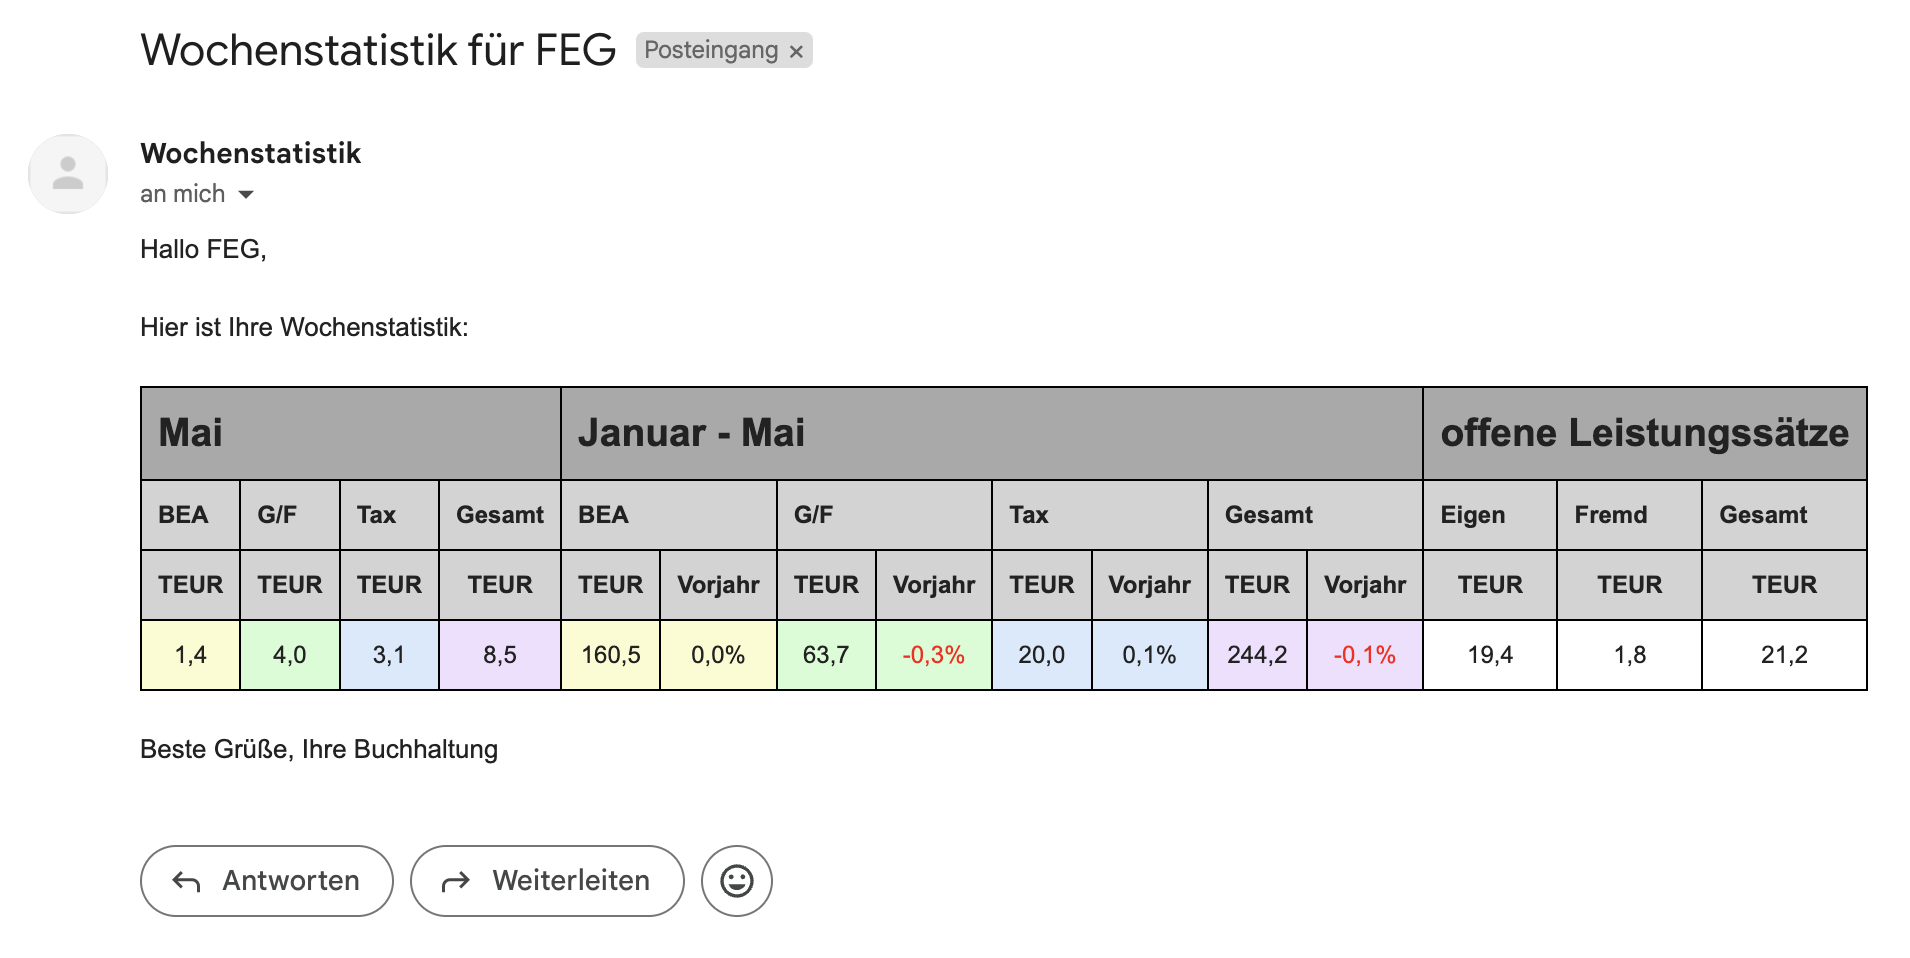 Wochenstatistik für FEG Posteingang ×
Wochenstatistik
an mich
Hallo FEG,
Hier ist Ihre Wochenstatistik:
Mai Januar - Mai offene Leistungssätze
BEA G/F Tax Gesamt BEA G/F Tax Gesamt Eigen Fremd Gesamt
TEUR TEUR TEUR TEUR TEUR Vorjahr TEUR Vorjahr TEUR Vorjahr TEUR Vorjahr TEUR TEUR TEUR
1,4 4,0 3,1 8,5 160,5 0,0% 63,7 -0,3% 20,0 0,1% 244,2 -0,1% 19,4 1,8 21,2
Beste Grüße, Ihre Buchhaltung
Antworten Weiterleiten